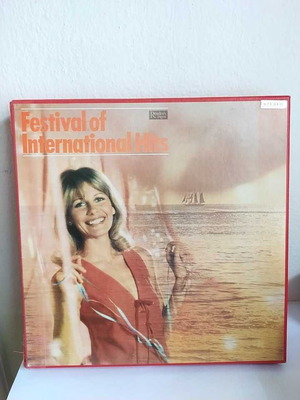 Festival of
International Hits